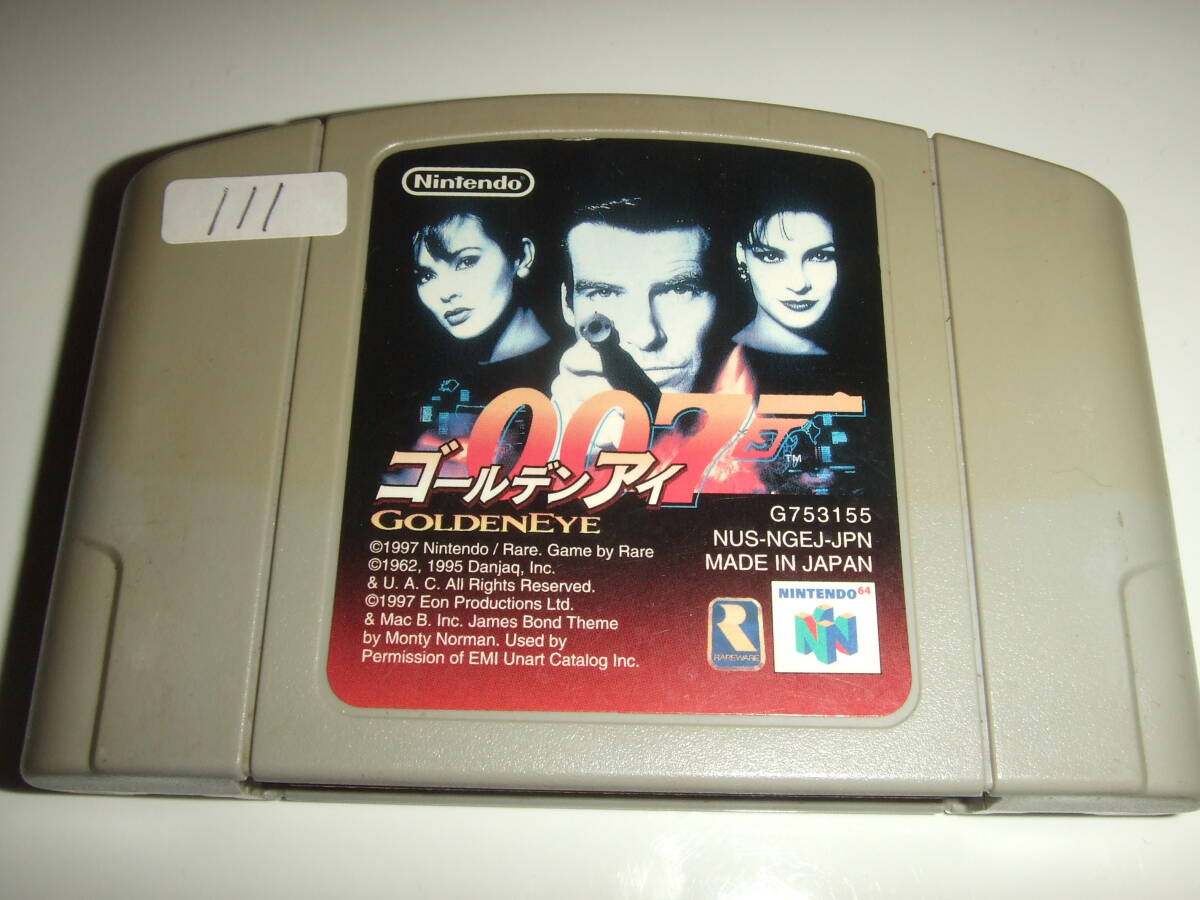 111
Nintendo
007
TM
ゴールデンアイ
GOLDENEYE
G753155
NUS-NGEJ-JPN
MADE IN JAPAN
©1997 Nintendo / Rare. Game by Rare
©1962, 1995 Danjaq, Inc.
& U. A. C. All Rights Reserved.
©1997 Eon Productions Ltd.
& Mac B. Inc. James Bond Theme
by Monty Norman. Used by
Permission of EMI Unart Catalog Inc.
R
RAREWARE
NINTENDO 64